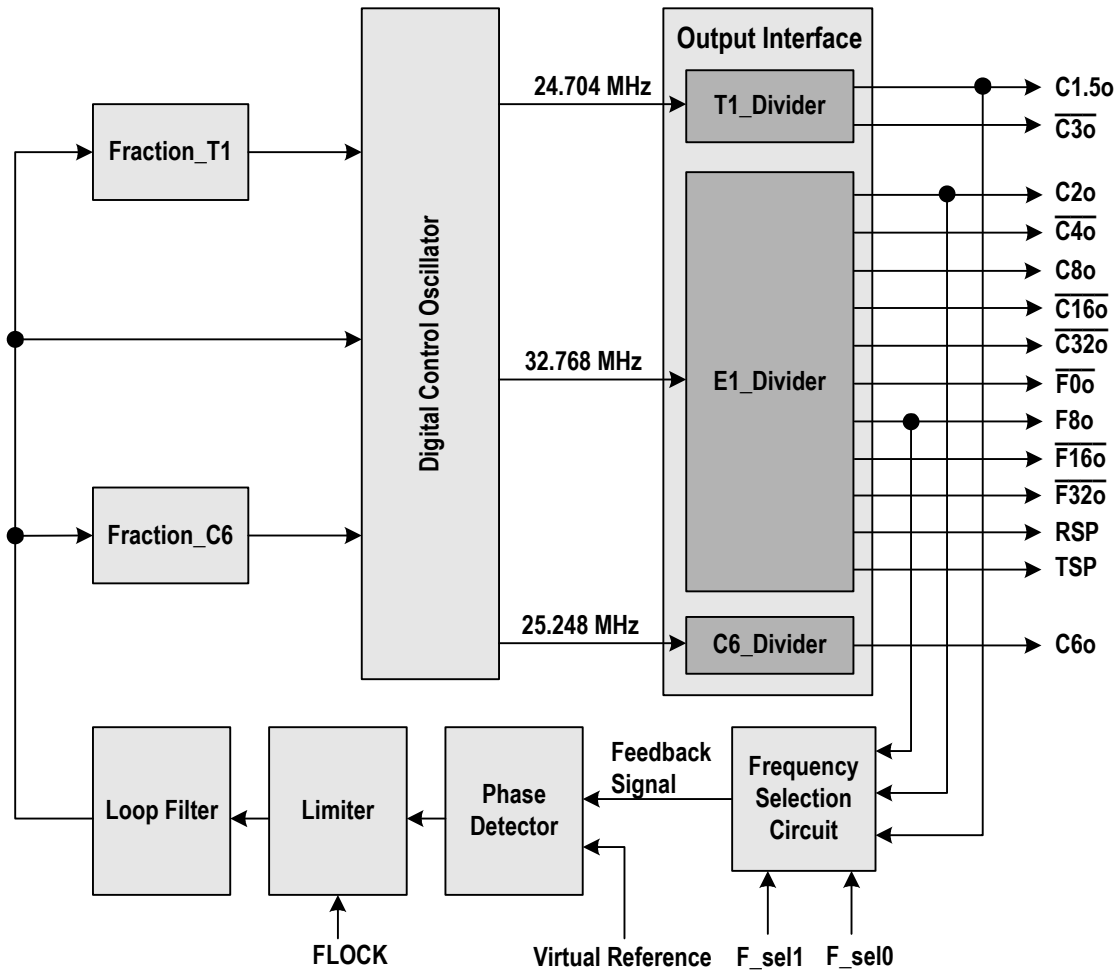 Output Interface
24.704 MHz
T1_Divider
C1.5o
C3o
Fraction_T1
C2o
C4o
C8o
C16o
C32o
Digital Control Oscillator
32.768 MHz
E1_Divider
F0o
F8o
F16o
F32o
RSP
TSP
Fraction_C6
25.248 MHz
C6_Divider
C6o
Loop Filter
Limiter
Phase
Detector
Feedback
Signal
Frequency
Selection
Circuit
FLOCK
Virtual Reference
F_sel1
F_sel0